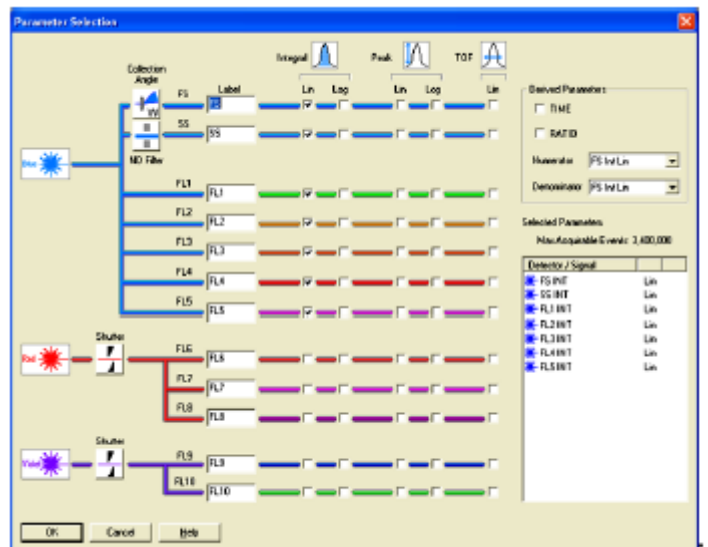 Parameter Selection
Integral
Peak
TOF
Collection Angle
FS
Label
Lin Log
Lin Log
Lin
FS
SS
SS
W
ND Filter
Blue
FL1
FL1
FL2
FL2
FL3
FL3
FL4
FL4
FL5
FL5
Red
Shutter
FL6
FL6
FL7
FL7
FL8
FL8
Violet
Shutter
FL9
FL9
FL10
FL10
Derived Parameters
TIME
RATIO
Numerator FS Int Lin
Denominator FS Int Lin
Selected Parameters
Max Acquirable Events: 3,400,000
Detector / Signal
FS INT Lin
SS INT Lin
FL1 INT Lin
FL2 INT Lin
FL3 INT Lin
FL4 INT Lin
FL5 INT Lin
OK Cancel Help